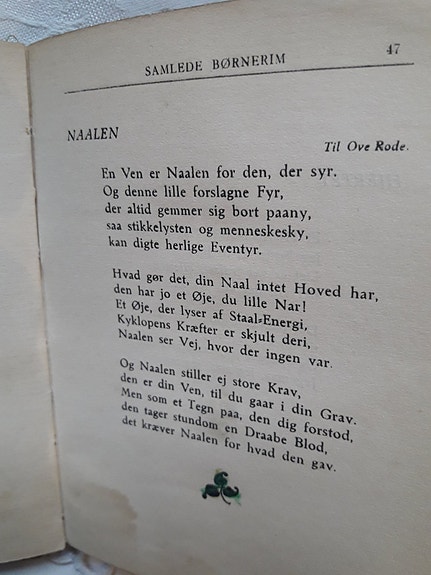 SAMLEDE BØRNERIM 47
NAALEN
Til Ove Rode.
En Ven er Naalen for den, der syr.
Og denne lille forslagne Fyr,
der altid gemmer sig bort paany,
saa stikkelysten og menneskesky,
kan digte herlige Eventyr.
Hvad gør det, din Naal intet Hoved har,
den har jo et Øje, du lille Nar!
Et Øje, der lyser af Staal=Energi,
Kyklopens Kræfter er skjult deri,
Naalen ser Vej, hvor der ingen var.
Og Naalen stiller ej store Krav,
den er din Ven, til du gaar i din Grav.
Men som et Tegn paa, den dig forstod,
den tager stundom en Draabe Blod,
det kræver Naalen for hvad den gav.